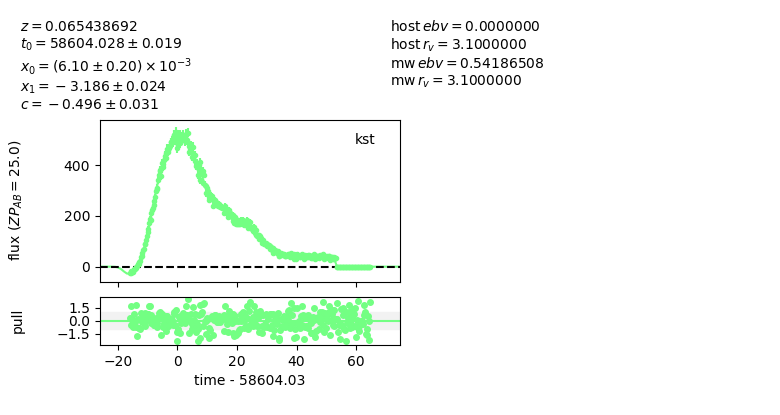 z = 0.065438692
t₀ = 58604.028 ± 0.019
x₀ = (6.10 ± 0.20) × 10⁻³
x₁ = −3.186 ± 0.024
c = −0.496 ± 0.031
host ebv = 0.0000000
host r_v = 3.1000000
mw ebv = 0.54186508
mw r_v = 3.1000000
kst
flux (ZP_AB = 25.0)
400
200
0
pull
1.5
0.0
−1.5
−20 0 20 40 60
time - 58604.03